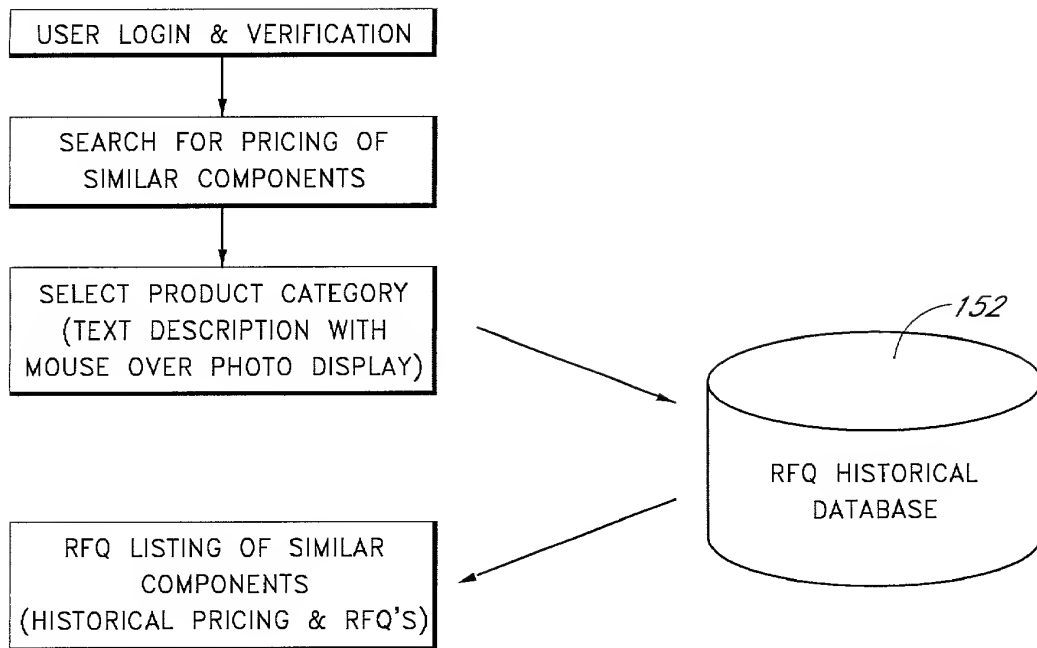 USER LOGIN & VERIFICATION
SEARCH FOR PRICING OF
SIMILAR COMPONENTS
SELECT PRODUCT CATEGORY
(TEXT DESCRIPTION WITH
MOUSE OVER PHOTO DISPLAY)
152
RFQ HISTORICAL
DATABASE
RFQ LISTING OF SIMILAR
COMPONENTS
(HISTORICAL PRICING & RFQ'S)